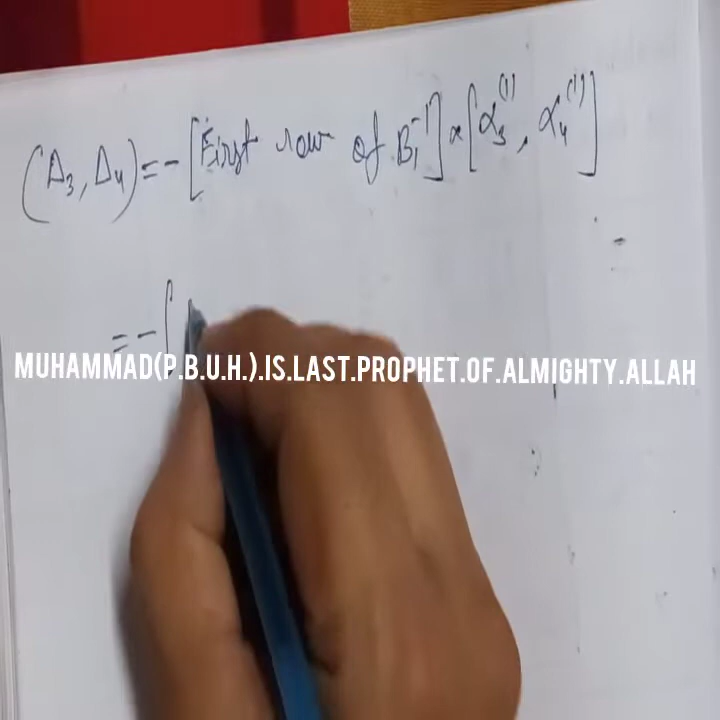 (Δ₃, Δ₄) = - [First row of B₁⁻¹] × [α₃⁽¹⁾, α₄⁽¹⁾]
= - [
MUHAMMAD(P.B.U.H.).IS.LAST.PROPHET.OF.ALMIGHTY.ALLAH